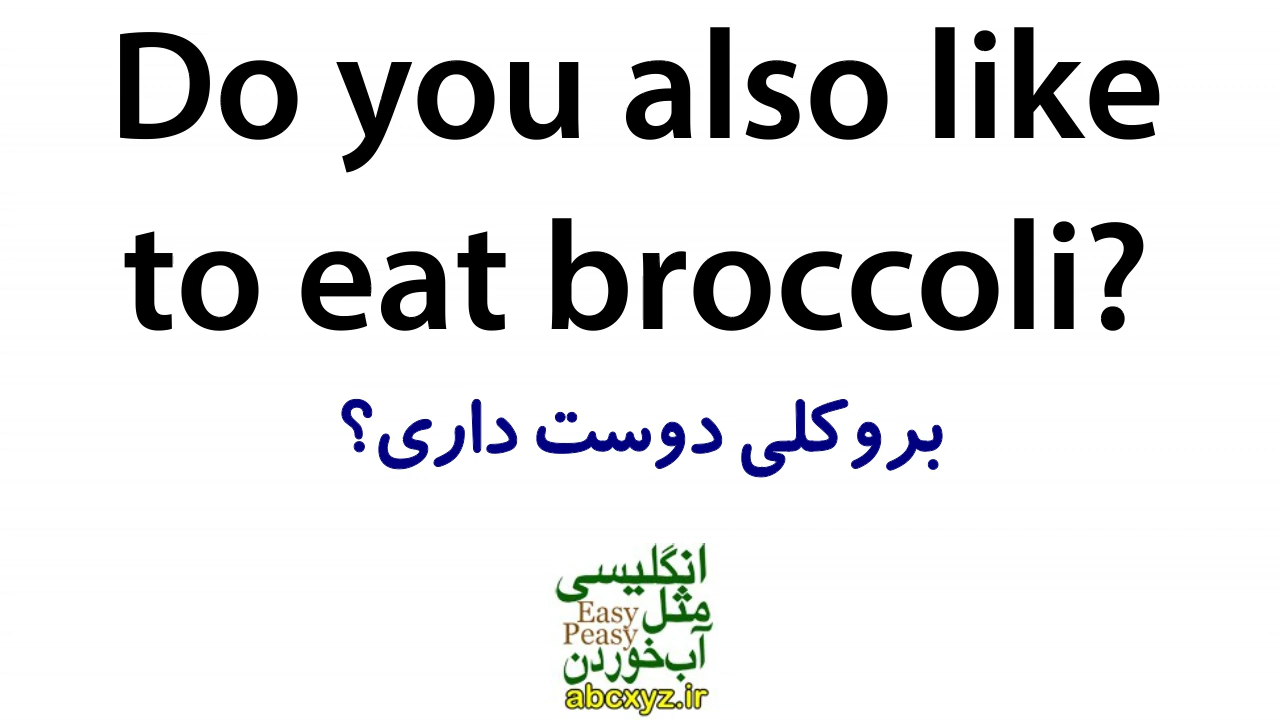 Do you also like
to eat broccoli?
بروکلی دوست داری؟
انگلیسی
مثل
Easy
Peasy
آب‌خوردن
abcxyz.ir